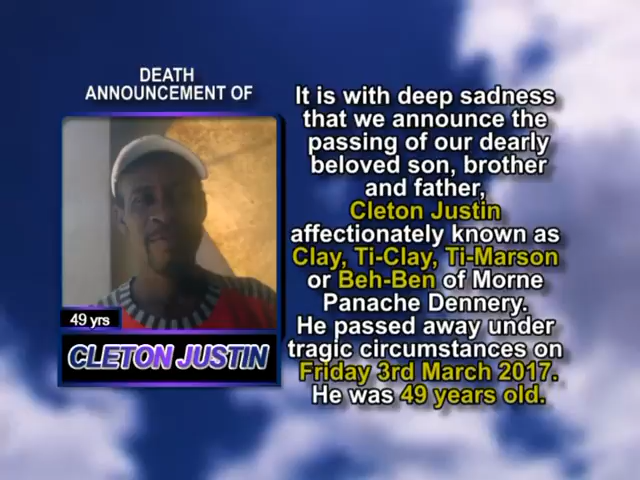 DEATH
ANNOUNCEMENT OF
49 yrs
CLETON JUSTIN
It is with deep sadness
that we announce the
passing of our dearly
beloved son, brother
and father,
Cleton Justin
affectionately known as
Clay, Ti-Clay, Ti-Marson
or Beh-Ben of Morne
Panache Dennery.
He passed away under
tragic circumstances on
Friday 3rd March 2017.
He was 49 years old.